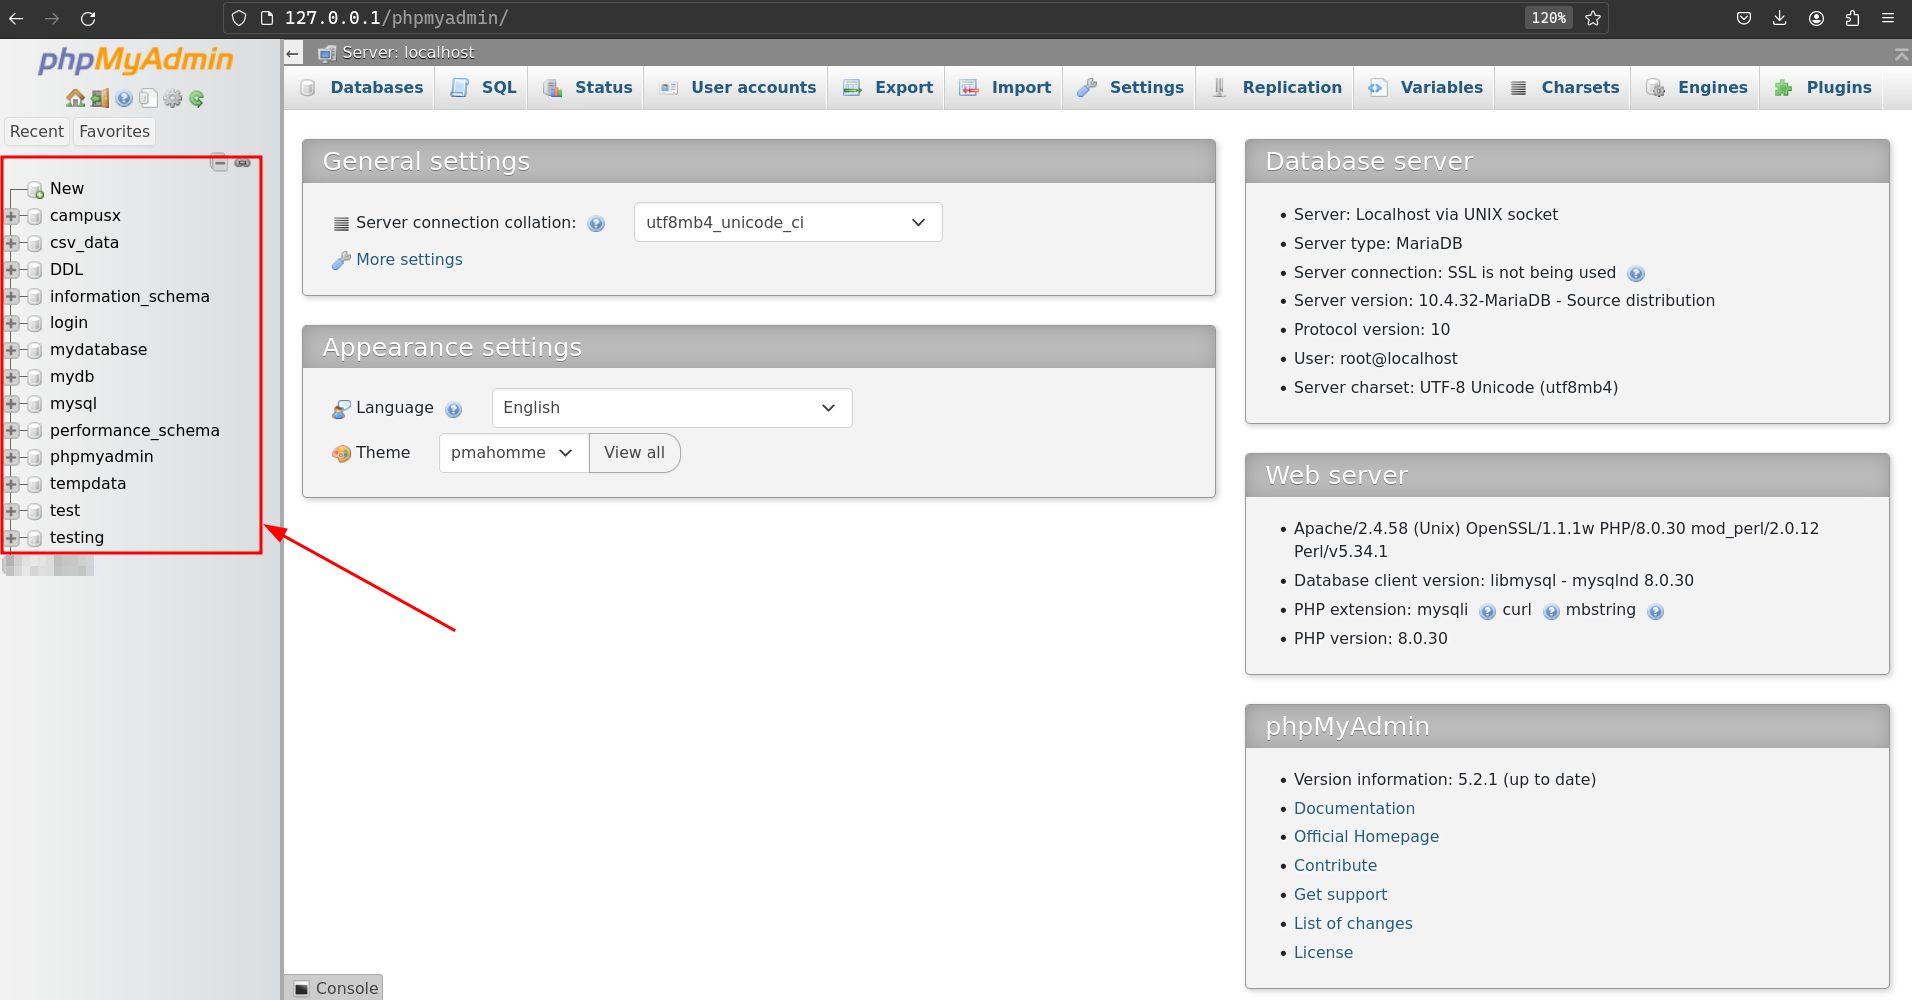 127.0.0.1/phpmyadmin/
120%
phpMyAdmin
Recent
Favorites
New
campusx
csv_data
DDL
information_schema
login
mydatabase
mydb
mysql
performance_schema
phpmyadmin
tempdata
test
testing
Server: localhost
Databases
SQL
Status
User accounts
Export
Import
Settings
Replication
Variables
Charsets
Engines
Plugins
General settings
Server connection collation:
utf8mb4_unicode_ci
More settings
Appearance settings
Language
English
Theme
pmahomme
View all
Database server
Server: Localhost via UNIX socket
Server type: MariaDB
Server connection: SSL is not being used
Server version: 10.4.32-MariaDB - Source distribution
Protocol version: 10
User: root@localhost
Server charset: UTF-8 Unicode (utf8mb4)
Web server
Apache/2.4.58 (Unix) OpenSSL/1.1.1w PHP/8.0.30 mod_perl/2.0.12
Perl/v5.34.1
Database client version: libmysql - mysqlnd 8.0.30
PHP extension: mysqli curl mbstring
PHP version: 8.0.30
phpMyAdmin
Version information: 5.2.1 (up to date)
Documentation
Official Homepage
Contribute
Get support
List of changes
License
Console